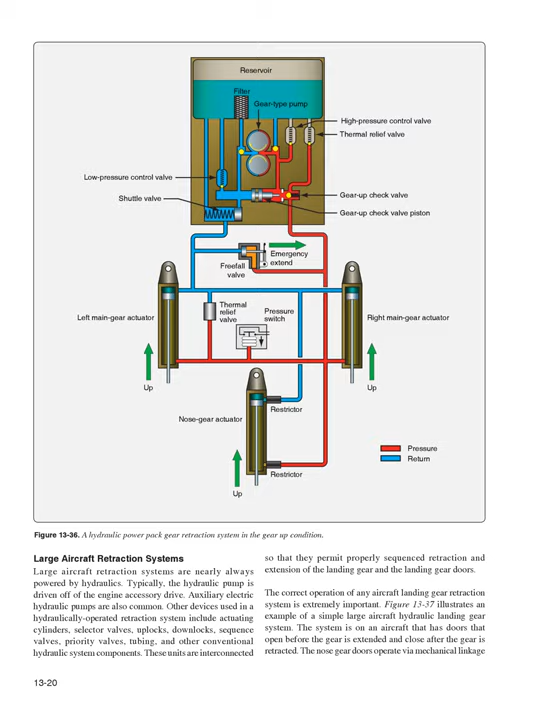 Reservoir
Filter
Gear-type pump
High-pressure control valve
Thermal relief valve
Low-pressure control valve
Gear-up check valve
Shuttle valve
Gear-up check valve piston
Emergency
extend
Freefall
valve
Thermal
relief
valve
Pressure
switch
Left main-gear actuator
Right main-gear actuator
Up
Up
Restrictor
Nose-gear actuator
Pressure
Return
Restrictor
Up
Figure 13-36. A hydraulic power pack gear retraction system in the gear up condition.
Large Aircraft Retraction Systems
Large aircraft retraction systems are nearly always
powered by hydraulics. Typically, the hydraulic pump is
driven off of the engine accessory drive. Auxiliary electric
hydraulic pumps are also common. Other devices used in a
hydraulically-operated retraction system include actuating
cylinders, selector valves, uplocks, downlocks, sequence
valves, priority valves, tubing, and other conventional
hydraulic system components. These units are interconnected
so that they permit properly sequenced retraction and
extension of the landing gear and the landing gear doors.
The correct operation of any aircraft landing gear retraction
system is extremely important. Figure 13-37 illustrates an
example of a simple large aircraft hydraulic landing gear
system. The system is on an aircraft that has doors that
open before the gear is extended and close after the gear is
retracted. The nose gear doors operate via mechanical linkage
13-20